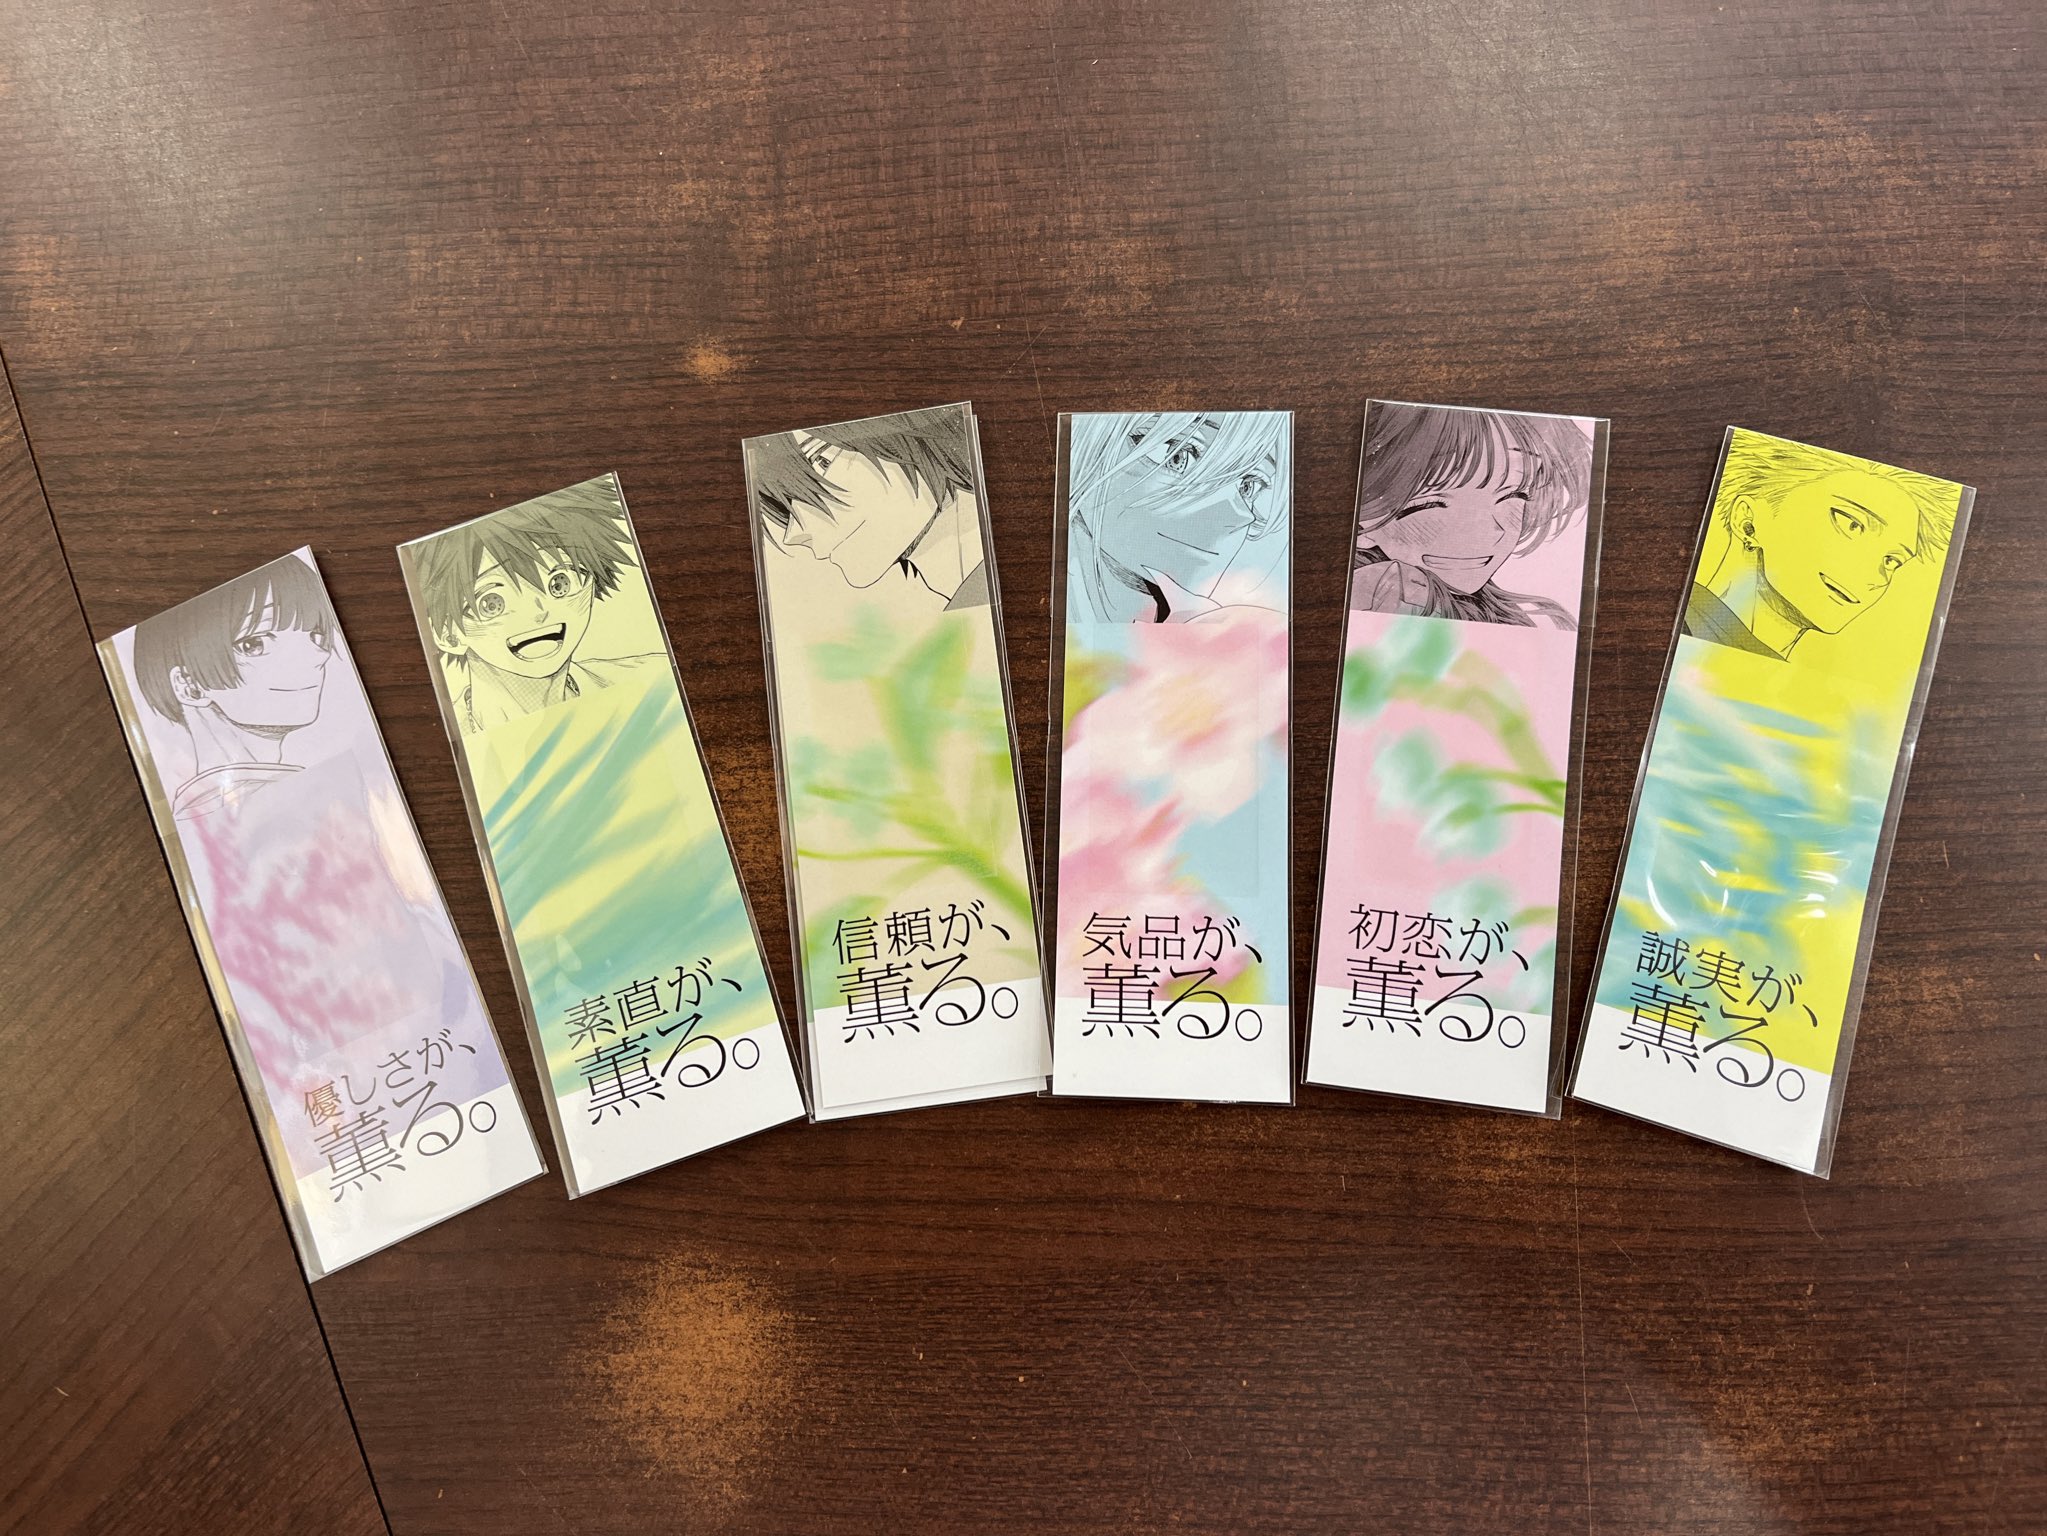 優しさが、
薫る。
素直が、
薫る。
信頼が、
薫る。
気品が、
薫る。
初恋が、
薫る。
誠実が、
薫る。